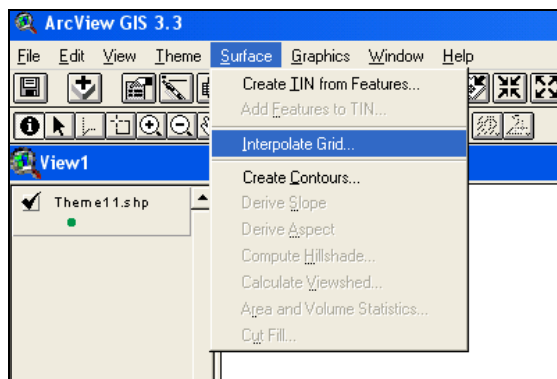 ArcView GIS 3.3
File Edit View Theme Surface Graphics Window Help
Create TIN from Features...
Add Features to TIN...
Interpolate Grid...
View1
Create Contours...
Theme11.shp
Derive Slope
Derive Aspect
Compute Hillshade...
Calculate Viewshed...
Area and Volume Statistics...
Cut Fill...